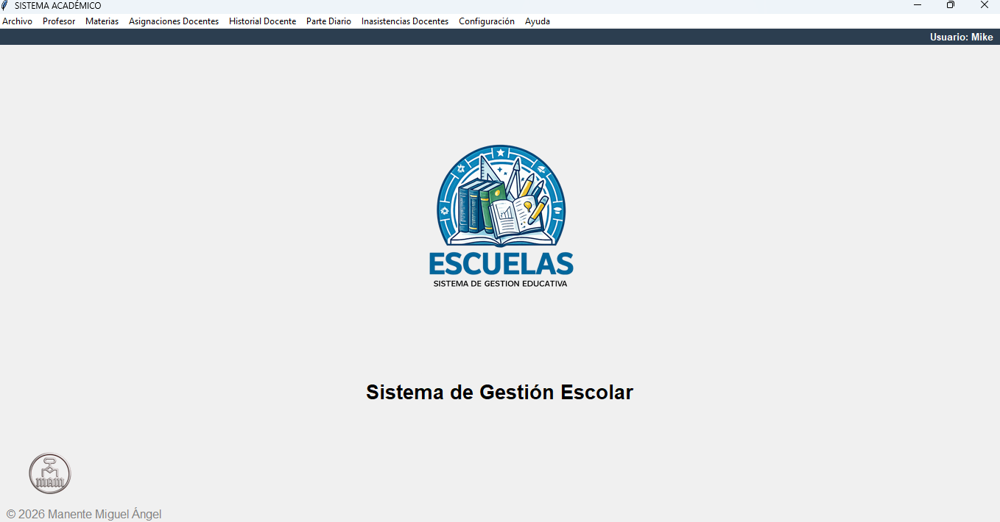 SISTEMA ACADÉMICO
Archivo Profesor Materias Asignaciones Docentes Historial Docente Parte Diario Inasistencias Docentes Configuración Ayuda
Usuario: Mike
ESCUELAS
SISTEMA DE GESTION EDUCATIVA
Sistema de Gestión Escolar
MAM
© 2026 Manente Miguel Ángel